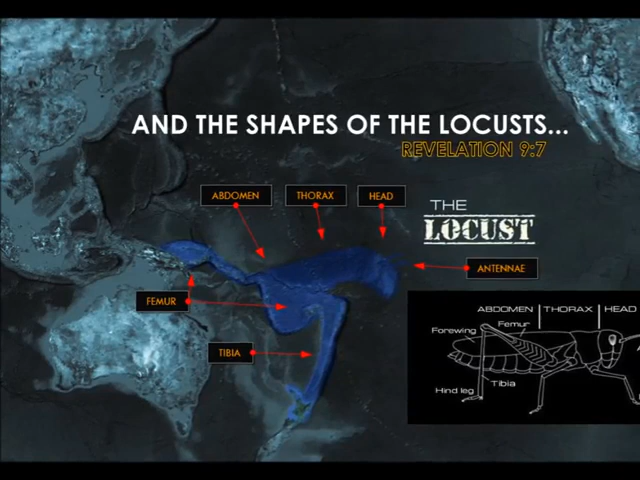 AND THE SHAPES OF THE LOCUSTS...
REVELATION 9:7
ABDOMEN
THORAX
HEAD
THE
LOCUST
ANTENNAE
FEMUR
TIBIA
ABDOMEN THORAX HEAD
Forewing Femur
Hind leg Tibia